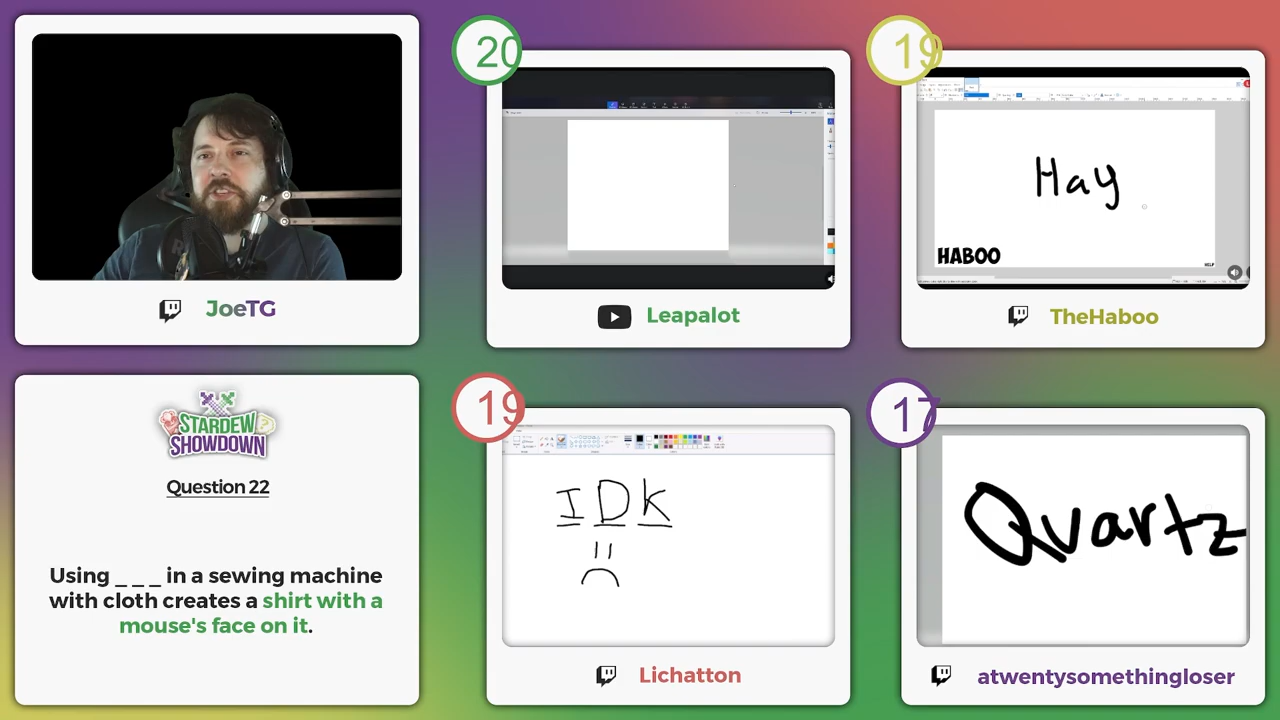 20
19
Hay
HABOO
HELP
JoeTG
Leapalot
TheHaboo
STARDEW
SHOWDOWN
Question 22
Using _ _ _ in a sewing machine
with cloth creates a shirt with a
mouse's face on it.
19
IDK
17
Quartz
Lichatton
atwentysomethingloser